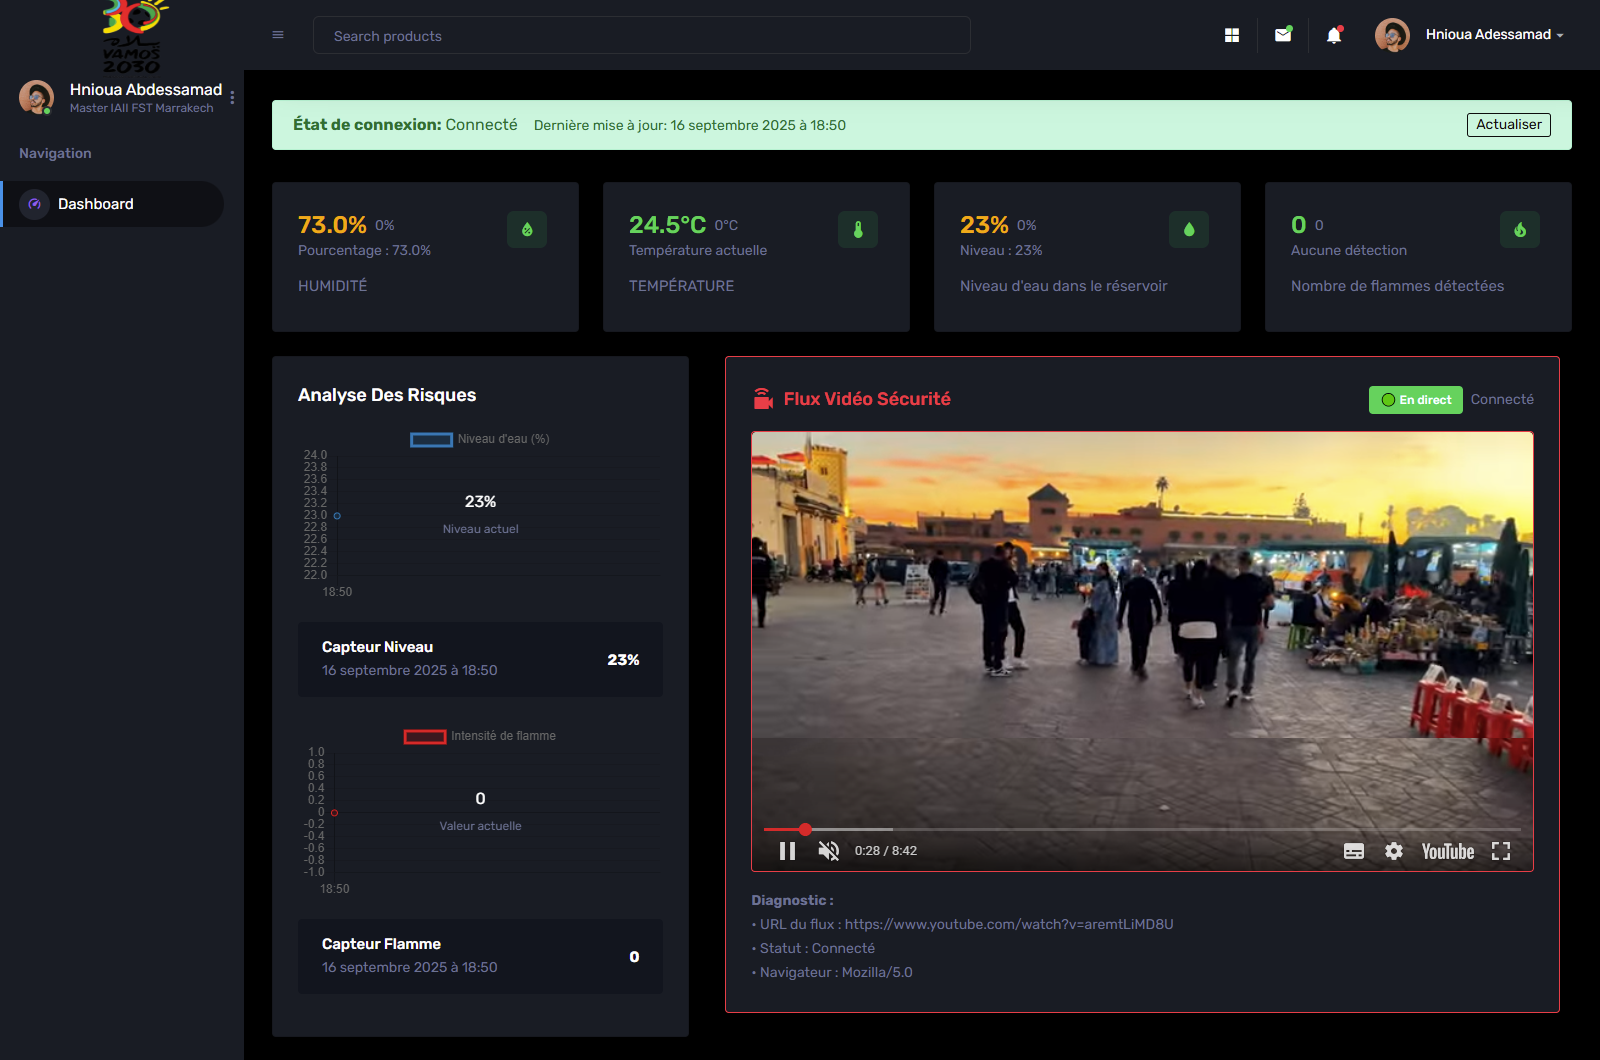 VAMOS
2030
Search products
Hnioua Adessamad
Hnioua Abdessamad
Master IAII FST Marrakech
Navigation
Dashboard
État de connexion: Connecté Dernière mise à jour: 16 septembre 2025 à 18:50
Actualiser
73.0% 0%
Pourcentage : 73.0%
HUMIDITÉ
24.5°C 0°C
Température actuelle
TEMPÉRATURE
23% 0%
Niveau : 23%
Niveau d'eau dans le réservoir
0 0
Aucune détection
Nombre de flammes détectées
Analyse Des Risques
Niveau d'eau (%)
24.0
23.8
23.6
23.4
23.2
23.0
22.8
22.6
22.4
22.2
22.0
23%
Niveau actuel
18:50
Capteur Niveau
16 septembre 2025 à 18:50
23%
Intensité de flamme
1.0
0.8
0.6
0.4
0.2
0
-0.2
-0.4
-0.6
-0.8
-1.0
0
Valeur actuelle
18:50
Capteur Flamme
16 septembre 2025 à 18:50
0
Flux Vidéo Sécurité
En direct
Connecté
0:28 / 8:42
YouTube
Diagnostic :
• URL du flux : https://www.youtube.com/watch?v=aremtLiMD8U
• Statut : Connecté
• Navigateur : Mozilla/5.0